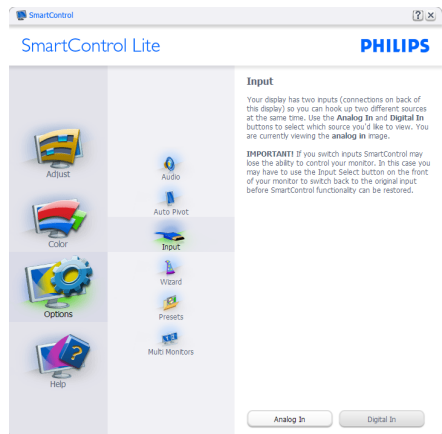 SmartControl
SmartControl Lite
PHILIPS
Adjust
Color
Options
Help
Audio
Auto Pivot
Input
Wizard
Presets
Multi Monitors
Input
Your display has two inputs (connections on back of
this display) so you can hook up two different sources
at the same time. Use the Analog In and Digital In
buttons to select which source you'd like to view. You
are currently viewing the analog in image.
IMPORTANT! If you switch inputs SmartControl may
lose the ability to control your monitor. In this case you
may have to use the Input Select button on the front
of your monitor to switch back to the original input
before SmartControl functionality can be restored.
Analog In
Digital In